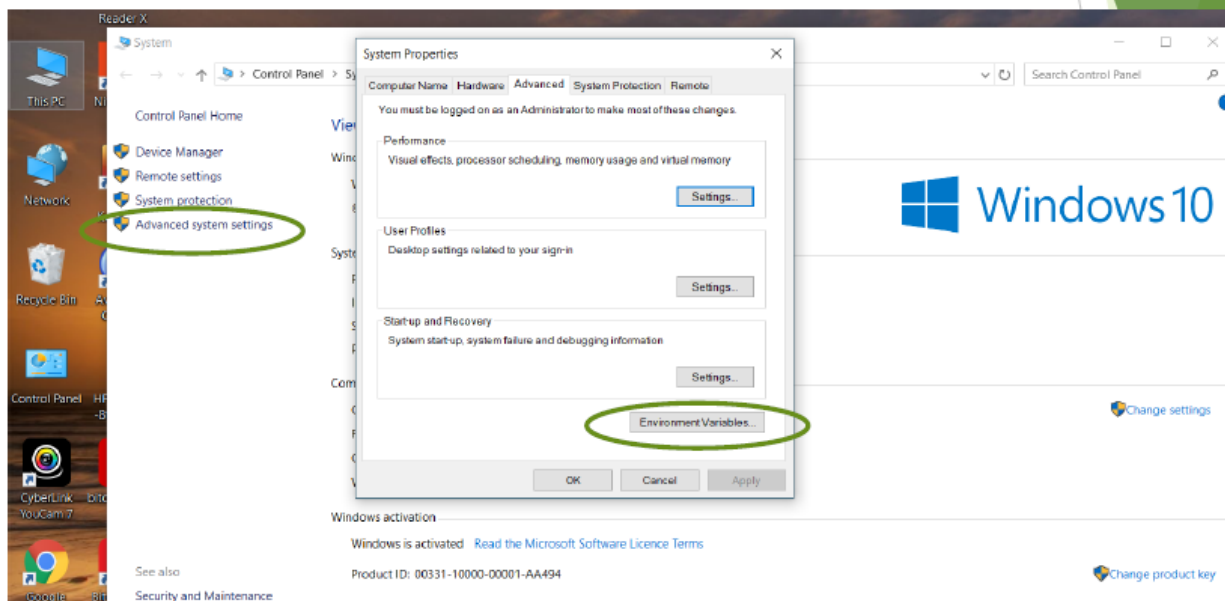 Reader X
System
Control Panel
Search Control Panel
System Properties
Computer Name Hardware Advanced System Protection Remote
You must be logged on as an Administrator to make most of these changes.
Performance
Visual effects, processor scheduling, memory usage and virtual memory
Settings...
User Profiles
Desktop settings related to your sign-in
Settings...
Start-up and Recovery
System start-up, system failure and debugging information
Settings...
Environment Variables...
OK Cancel Apply
This PC
Network
Recycle Bin
Control Panel
CyberLink
YouCam 7
Google
Control Panel Home
Device Manager
Remote settings
System protection
Advanced system settings
See also
Security and Maintenance
Windows 10
Change settings
Windows activation
Windows is activated Read the Microsoft Software Licence Terms
Product ID: 00331-10000-00001-AA494
Change product key